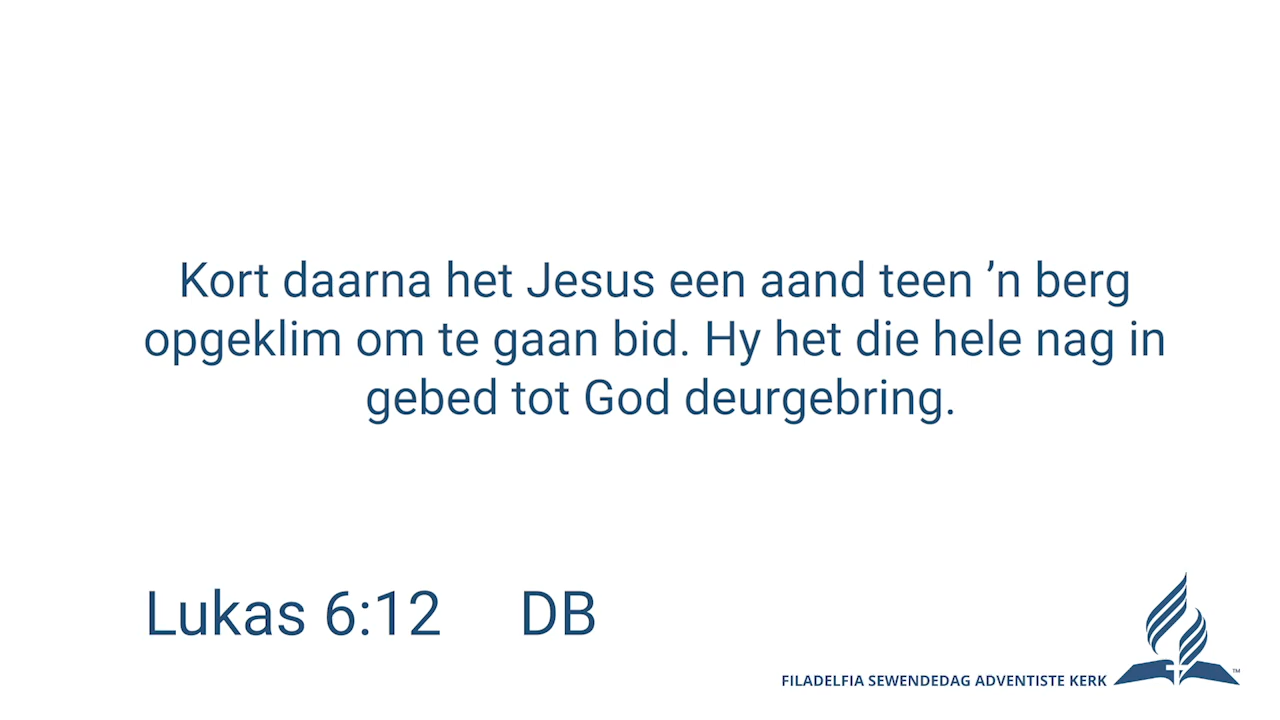 Kort daarna het Jesus een aand teen ’n berg
opgeklim om te gaan bid. Hy het die hele nag in
gebed tot God deurgebring.
Lukas 6:12 DB
FILADELFIA SEWENDEDAG ADVENTISTE KERK
™